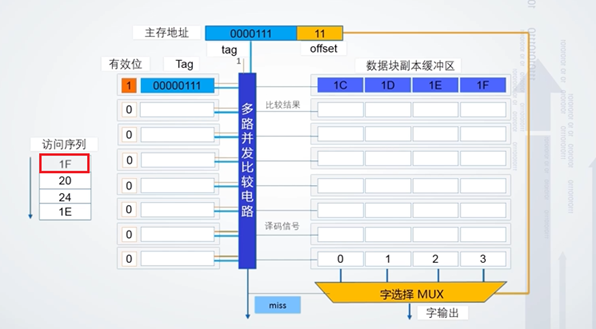 主存地址
0000111
11
tag
offset
1
有效位
Tag
数据块副本缓冲区
1
00000111
1C
1D
1E
1F
比较结果
0
0
0
0
0
0
0
多路并发比较电路
访问序列
1F
20
24
1E
译码信号
0
1
2
3
字选择 MUX
miss
字输出